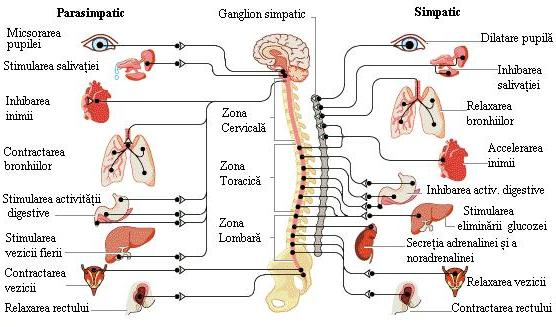 Parasimpatic
Ganglion simpatic
Simpatic
Micsorarea
pupilei
Stimularea salivației
Inhibarea
inimii
Contractarea
bronhiilor
Stimularea activității
digestive
Stimularea
vezicii fierii
Contractarea
vezicii
Relaxarea rectului
Zona
Cervicală
Zona
Toracică
Zona
Lombară
Dilatare pupilă
Inhibarea
salivației
Relaxarea
bronhiilor
Accelerarea
inimii
Inhibarea activ. digestive
Stimularea
eliminării glucozei
Secreția adrenalinei și a
noradrenalinei
Relaxarea vezicii
Contractarea rectului